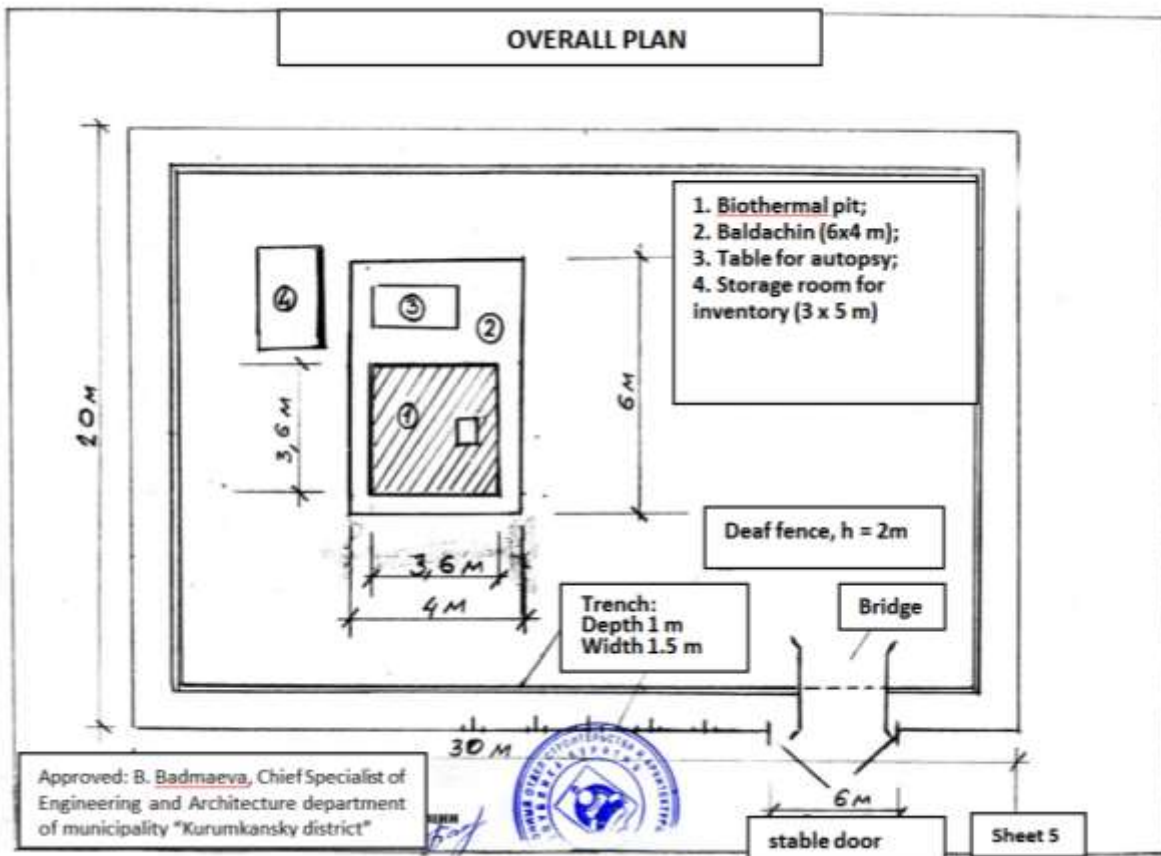 OVERALL PLAN
1. Biothermal pit;
2. Baldachin (6x4 m);
3. Table for autopsy;
4. Storage room for
inventory (3 x 5 m)
4
3
2
1
20 м
3,6 м
6 м
3,6 м
4 м
Deaf fence, h = 2m
Trench:
Depth 1 m
Width 1.5 m
Bridge
30 м
6 м
Approved: B. Badmaeva, Chief Specialist of
Engineering and Architecture department
of municipality "Kurumkansky district"
СТРОИТЕЛЬСТВА И АРХИТЕКТУРЫ
stable door
Sheet 5